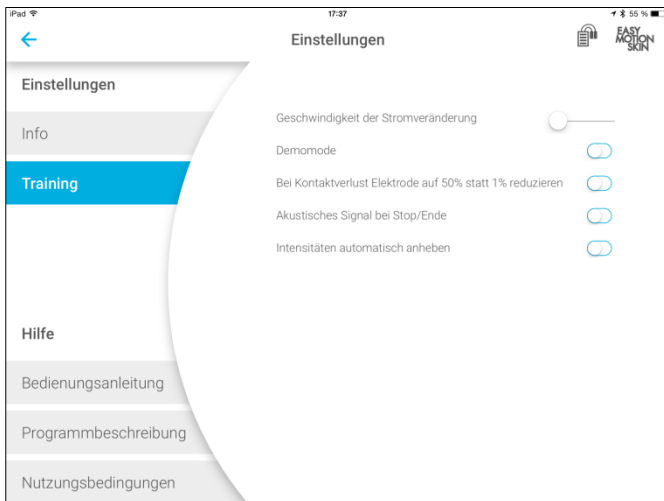 iPad 17:37 55 %
Einstellungen
EASY
MOTION
SKIN
Einstellungen
Info
Training
Geschwindigkeit der Stromveränderung
Demomode
Bei Kontaktverlust Elektrode auf 50% statt 1% reduzieren
Akustisches Signal bei Stop/Ende
Intensitäten automatisch anheben
Hilfe
Bedienungsanleitung
Programmbeschreibung
Nutzungsbedingungen